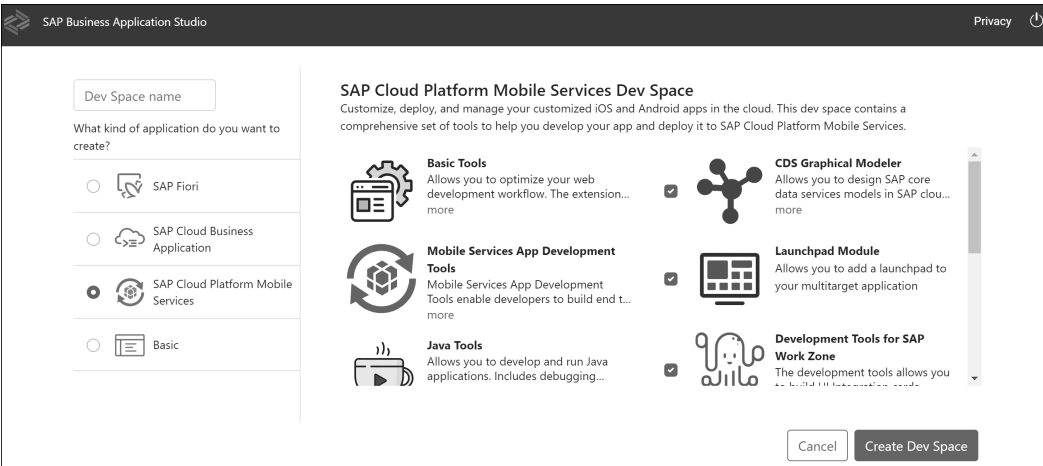 SAP Business Application Studio
Privacy
Dev Space name
What kind of application do you want to
create?
SAP Fiori
SAP Cloud Business
Application
SAP Cloud Platform Mobile
Services
Basic
SAP Cloud Platform Mobile Services Dev Space
Customize, deploy, and manage your customized iOS and Android apps in the cloud. This dev space contains a
comprehensive set of tools to help you develop your app and deploy it to SAP Cloud Platform Mobile Services.
Basic Tools
Allows you to optimize your web
development workflow. The extension...
more
CDS Graphical Modeler
Allows you to design SAP core
data services models in SAP clou...
more
Mobile Services App Development
Tools
Mobile Services App Development
Tools enable developers to build end t...
more
Launchpad Module
Allows you to add a launchpad to
your multitarget application
Java Tools
Allows you to develop and run Java
applications. Includes debugging...
Development Tools for SAP
Work Zone
The development tools allows you
to build UI Integration cards
Cancel
Create Dev Space